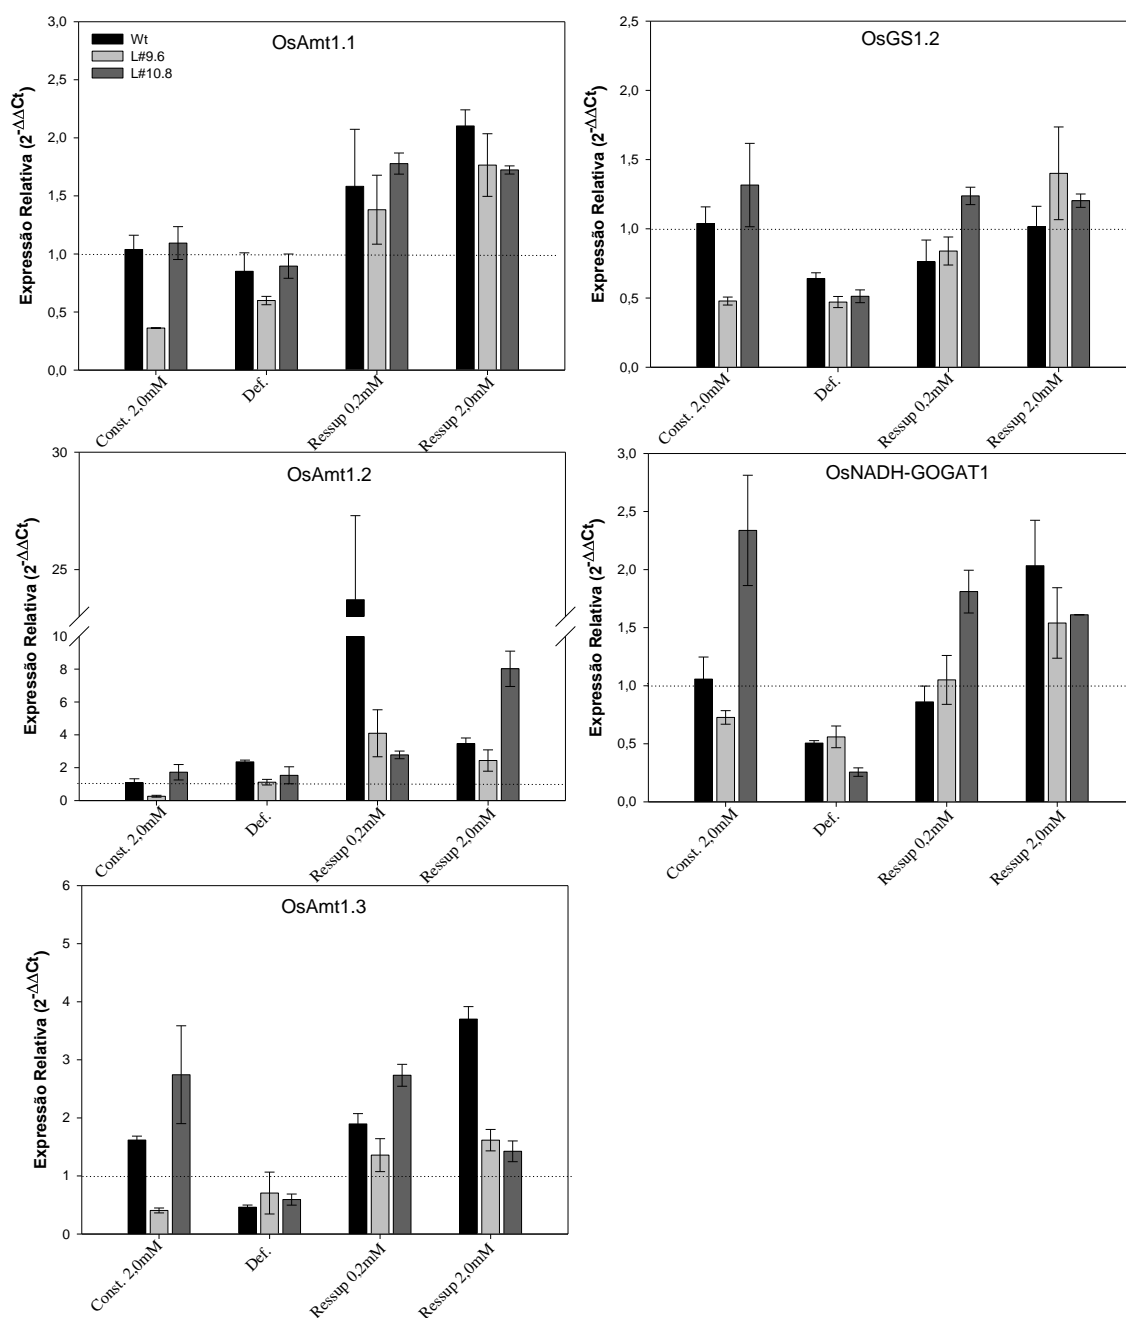 OsAmt1.1
Wt
L#9.6
L#10.8
Expressão Relativa (2^-ΔΔCt)
3,0
2,5
2,0
1,5
1,0
0,5
0,0
Const. 2,0mM
Def.
Ressup 0,2mM
Ressup 2,0mM
OsGS1.2
Expressão Relativa (2^-ΔΔCt)
2,5
2,0
1,5
1,0
0,5
0,0
Const. 2,0mM
Def.
Ressup 0,2mM
Ressup 2,0mM
OsAmt1.2
Expressão Relativa (2^-ΔΔCt)
30
25
10
8
6
4
2
0
Const. 2,0mM
Def.
Ressup 0,2mM
Ressup 2,0mM
OsNADH-GOGAT1
Expressão Relativa (2^-ΔΔCt)
3,0
2,5
2,0
1,5
1,0
0,5
0,0
Const. 2,0mM
Def.
Ressup 0,2mM
Ressup 2,0mM
OsAmt1.3
Expressão Relativa (2^-ΔΔCt)
6
5
4
3
2
1
0
Const. 2,0mM
Def.
Ressup 0,2mM
Ressup 2,0mM